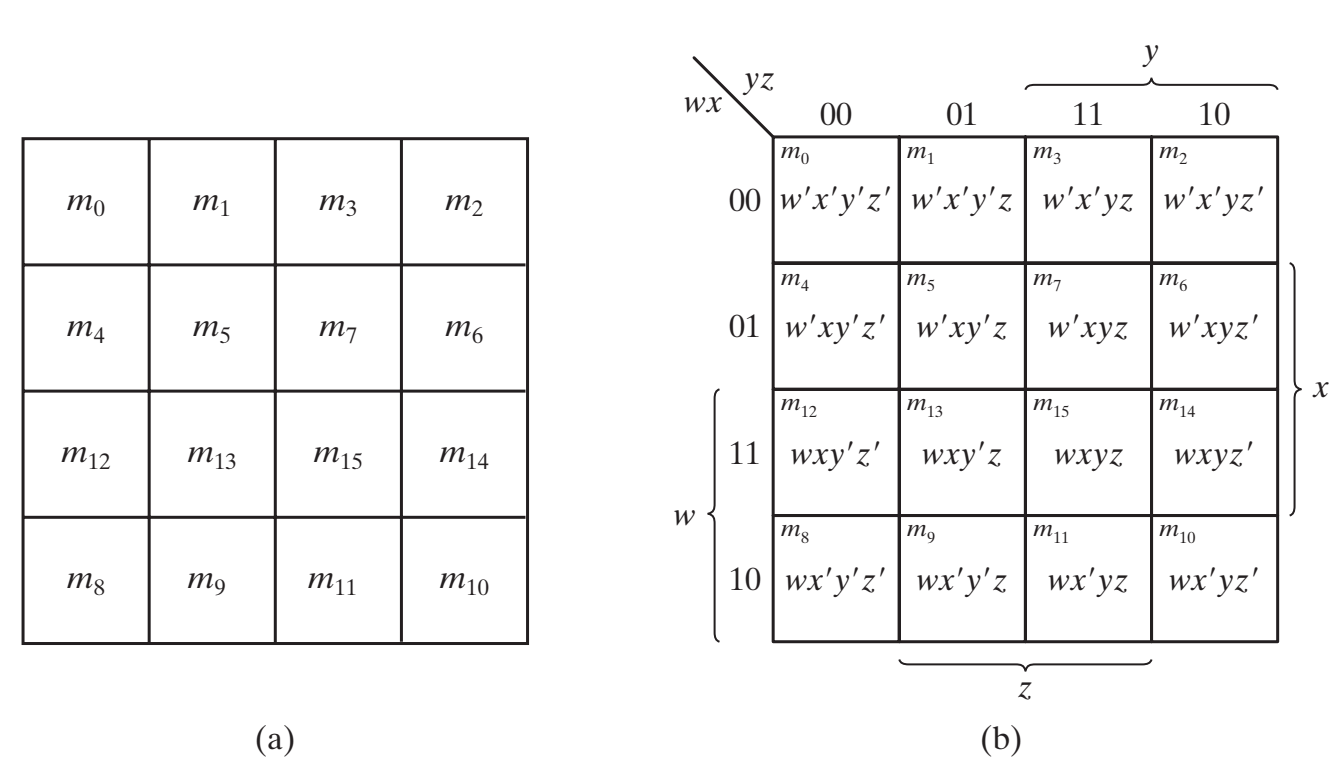 m₀ m₁ m₃ m₂
m₄ m₅ m₇ m₆
m₁₂ m₁₃ m₁₅ m₁₄
m₈ m₉ m₁₁ m₁₀
(a)
y
yz
wx
00 01 11 10
m₀ m₁ m₃ m₂
00 w'x'y'z' w'x'y'z w'x'yz w'x'yz'
m₄ m₅ m₇ m₆
01 w'xy'z' w'xy'z w'xyz w'xyz'
x
m₁₂ m₁₃ m₁₅ m₁₄
11 wxy'z' wxy'z wxyz wxyz'
w
m₈ m₉ m₁₁ m₁₀
10 wx'y'z' wx'y'z wx'yz wx'yz'
z
(b)